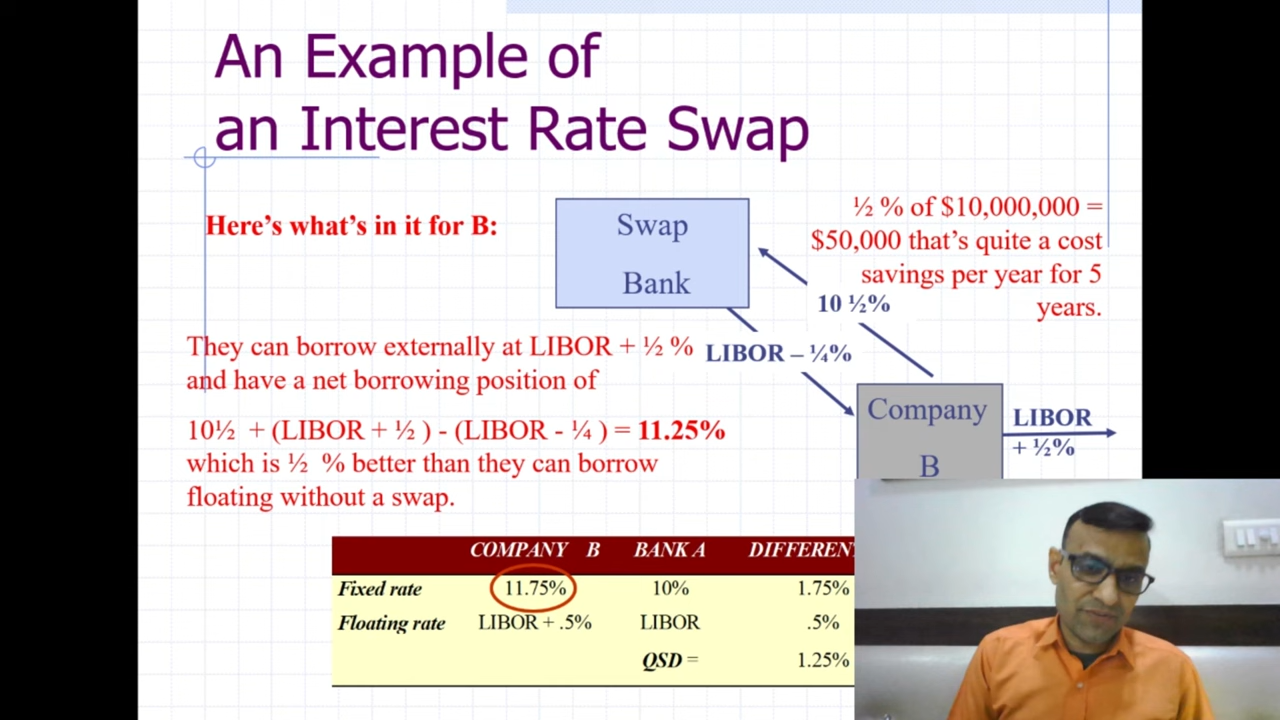 An Example of
an Interest Rate Swap
Here's what's in it for B:
Swap
Bank
½ % of $10,000,000 =
$50,000 that's quite a cost
savings per year for 5
years.
10 ½%
LIBOR – ¼%
They can borrow externally at LIBOR + ½ %
and have a net borrowing position of
10½ + (LIBOR + ½ ) - (LIBOR - ¼ ) = 11.25%
which is ½ % better than they can borrow
floating without a swap.
Company
B
LIBOR
+ ½%
COMPANY B BANK A DIFFEREN
Fixed rate 11.75% 10% 1.75%
Floating rate LIBOR + .5% LIBOR .5%
QSD = 1.25%